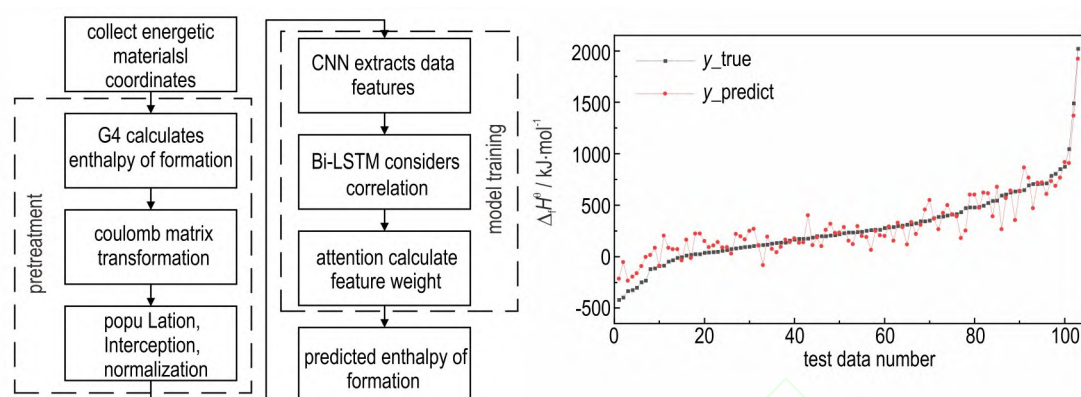 collect energetic
materialsl
coordinates
pretreatment
G4 calculates
enthalpy of formation
coulomb matrix
transformation
popu Lation,
Interception,
normalization
CNN extracts data
features
Bi-LSTM considers
correlation
attention calculate
feature weight
model training
predicted enthalpy of
formation
y_true
y_predict
ΔfHθ / kJ·mol-1
2000
1500
1000
500
0
-500
0
20
40
60
80
100
test data number